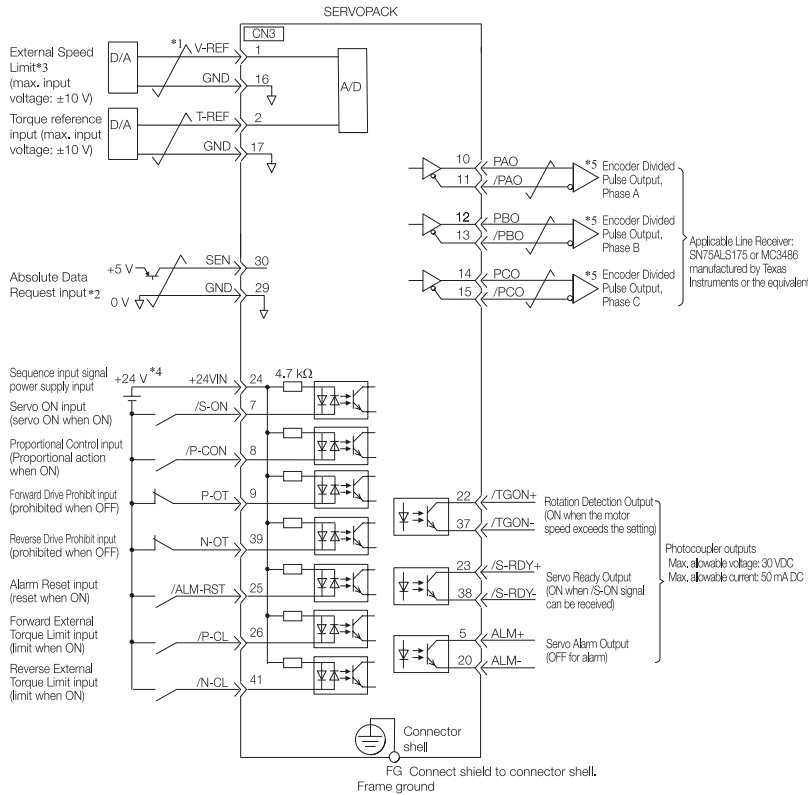 SERVOPACK
CN3
External Speed
Limit*3
(max. input
voltage: ±10 V)
D/A
*1
V-REF
1
GND
16
A/D
Torque reference
input (max. input
voltage: ±10 V)
D/A
T-REF
2
GND
17
10
PAO
11
/PAO
*5
Encoder Divided
Pulse Output,
Phase A
12
PBO
13
/PBO
*5
Encoder Divided
Pulse Output,
Phase B
14
PCO
15
/PCO
*5
Encoder Divided
Pulse Output,
Phase C
Applicable Line Receiver:
SN75ALS175 or MC3486
manufactured by Texas
Instruments or the equivalent
Absolute Data
Request input*2
+5 V
SEN
30
0 V
GND
29
Sequence input signal
power supply input
+24 V
*4
+24VIN
24
4.7 kΩ
Servo ON input
(servo ON when ON)
/S-ON
7
Proportional Control input
(Proportional action
when ON)
/P-CON
8
Forward Drive Prohibit input
(prohibited when OFF)
P-OT
9
Reverse Drive Prohibit input
(prohibited when OFF)
N-OT
39
Alarm Reset input
(reset when ON)
/ALM-RST
25
Forward External
Torque Limit input
(limit when ON)
/P-CL
26
Reverse External
Torque Limit input
(limit when ON)
/N-CL
41
22
/TGON+
37
/TGON-
Rotation Detection Output
(ON when the motor
speed exceeds the setting)
23
/S-RDY+
38
/S-RDY-
Servo Ready Output
(ON when /S-ON signal
can be received)
5
ALM+
20
ALM-
Servo Alarm Output
(OFF for alarm)
Photocoupler outputs
Max. allowable voltage: 30 VDC
Max. allowable current: 50 mA DC
Connector
shell
FG Connect shield to connector shell.
Frame ground